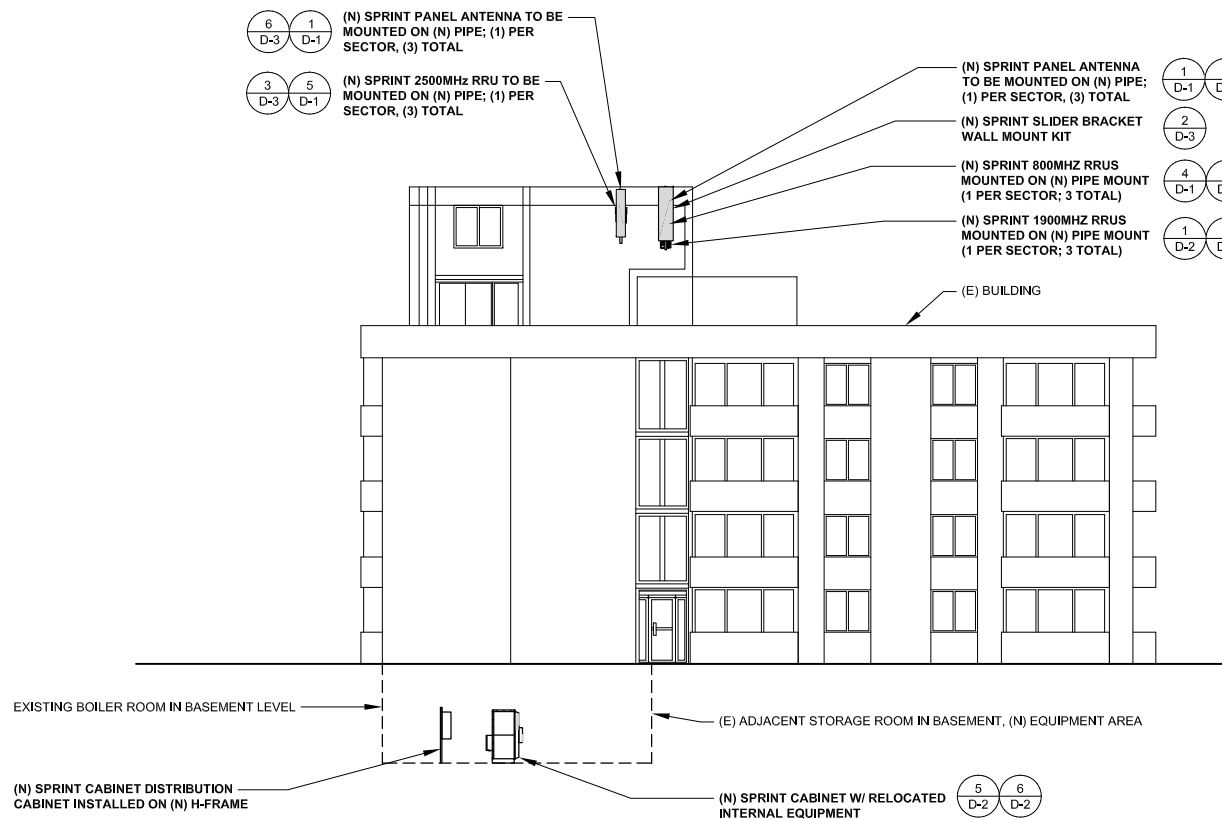 6
D-3
1
D-1
(N) SPRINT PANEL ANTENNA TO BE
MOUNTED ON (N) PIPE; (1) PER
SECTOR, (3) TOTAL
3
D-3
5
D-1
(N) SPRINT 2500MHz RRU TO BE
MOUNTED ON (N) PIPE; (1) PER
SECTOR, (3) TOTAL
(N) SPRINT PANEL ANTENNA
TO BE MOUNTED ON (N) PIPE;
(1) PER SECTOR, (3) TOTAL
1
D-1
(N) SPRINT SLIDER BRACKET
WALL MOUNT KIT
2
D-3
(N) SPRINT 800MHZ RRUS
MOUNTED ON (N) PIPE MOUNT
(1 PER SECTOR; 3 TOTAL)
4
D-1
(N) SPRINT 1900MHZ RRUS
MOUNTED ON (N) PIPE MOUNT
(1 PER SECTOR; 3 TOTAL)
1
D-2
(E) BUILDING
EXISTING BOILER ROOM IN BASEMENT LEVEL
(E) ADJACENT STORAGE ROOM IN BASEMENT, (N) EQUIPMENT AREA
(N) SPRINT CABINET DISTRIBUTION
CABINET INSTALLED ON (N) H-FRAME
(N) SPRINT CABINET W/ RELOCATED
INTERNAL EQUIPMENT
5
D-2
6
D-2